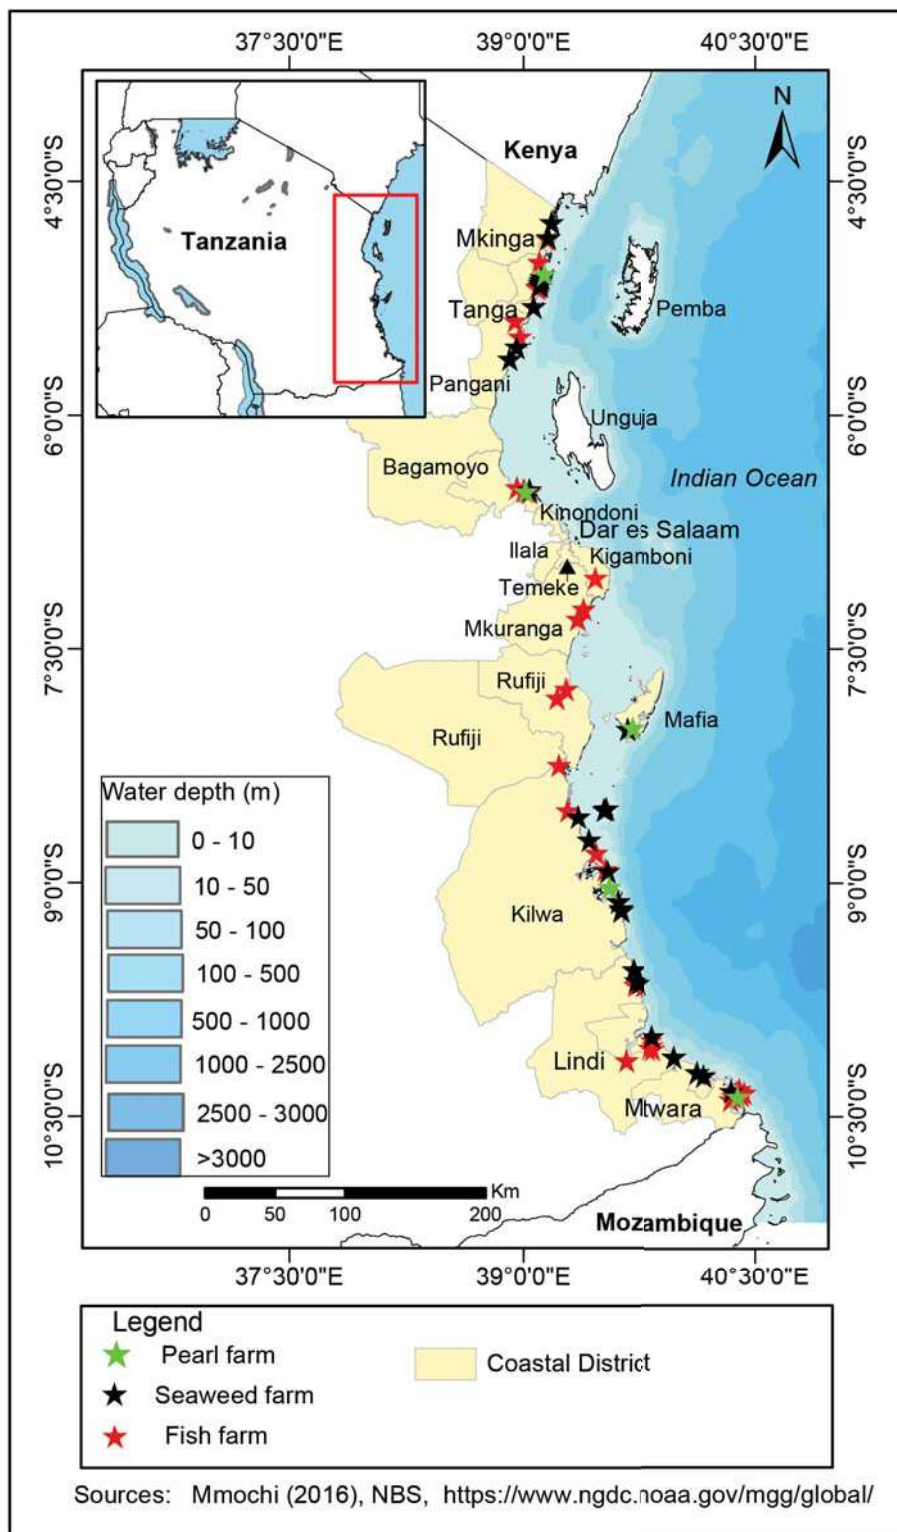 37°30'0"E 39°0'0"E 40°30'0"E
N
Kenya
4°30'0"S 4°30'0"S
Tanzania
Mkinga
Tanga
Pemba
Pangani
6°0'0"S 6°0'0"S
Unguja
Bagamoyo
Indian Ocean
Kinondoni
Dar es Salaam
Ilala
Kigamboni
Temeke
Mkuranga
7°30'0"S 7°30'0"S
Rufiji
Mafia
Rufiji
Water depth (m)
0 - 10
10 - 50
50 - 100
100 - 500
500 - 1000
1000 - 2500
2500 - 3000
>3000
9°0'0"S 9°0'0"S
Kilwa
Lindi
Mtwara
10°30'0"S 10°30'0"S
Km
0 50 100 200
Mozambique
37°30'0"E 39°0'0"E 40°30'0"E
Legend
Pearl farm
Coastal District
Seaweed farm
Fish farm
Sources: Mmochi (2016), NBS, https://www.ngdc.noaa.gov/mgg/global/